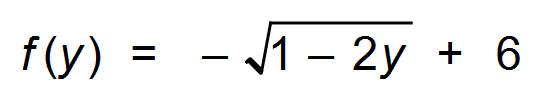 f(y) = – √(1 – 2y) + 6